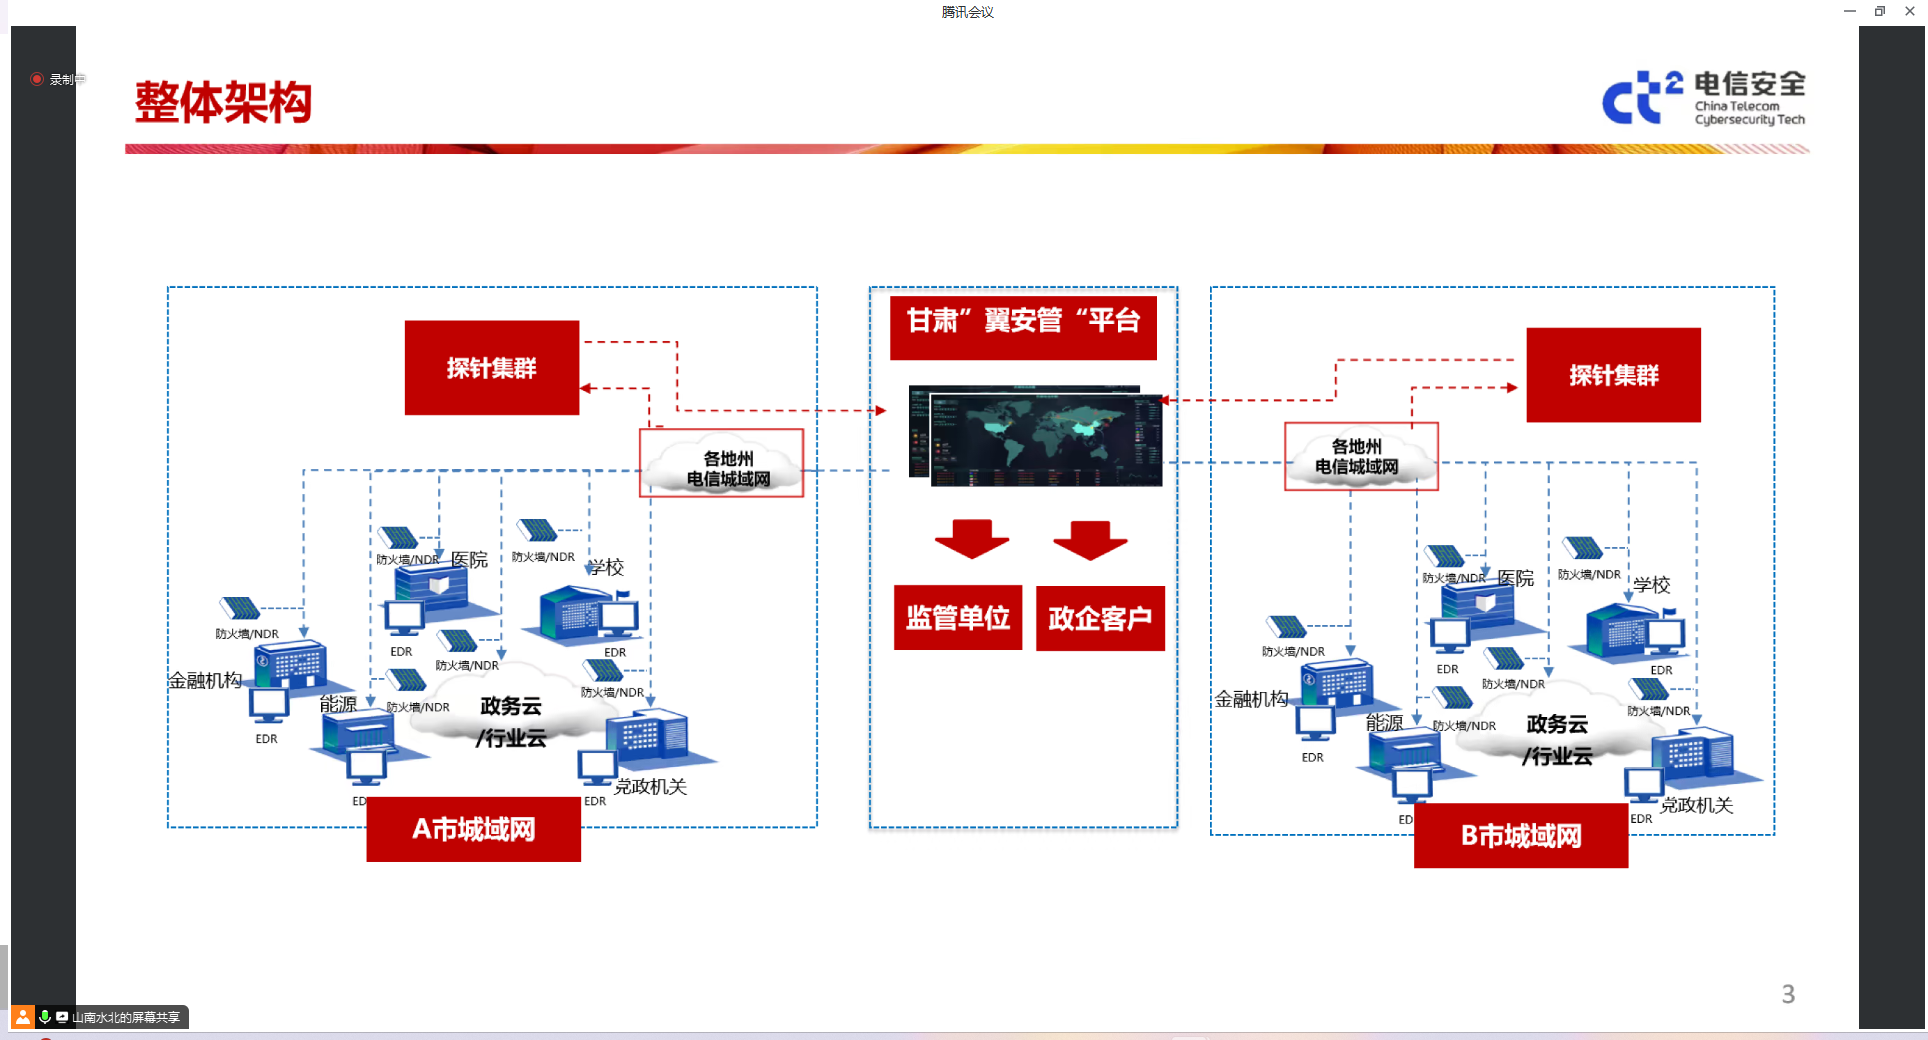 腾讯会议
录制中
整体架构
ct² 电信安全
China Telecom
Cybersecurity Tech
探针集群
各地州
电信城域网
防火墙/NDR
医院
防火墙/NDR
学校
防火墙/NDR
EDR
防火墙/NDR
EDR
金融机构
防火墙/NDR
能源
防火墙/NDR
政务云
/行业云
EDR
党政机关
ED
EDR
A市城域网
甘肃”翼安管“平台
监管单位
政企客户
探针集群
各地州
电信城域网
防火墙/NDR
医院
防火墙/NDR
学校
防火墙/NDR
EDR
防火墙/NDR
EDR
金融机构
防火墙/NDR
能源
防火墙/NDR
政务云
/行业云
EDR
党政机关
ED
EDR
B市城域网
3
山南水北的屏幕共享